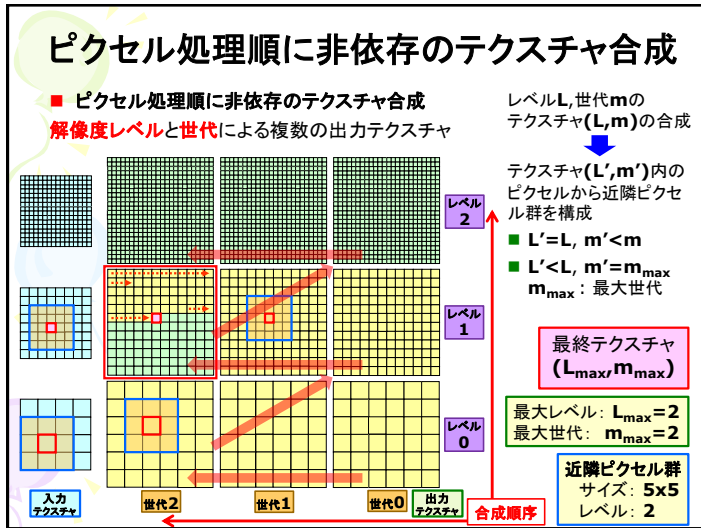 ピクセル処理順に非依存のテクスチャ合成
■ ピクセル処理順に非依存のテクスチャ合成
解像度レベルと世代による複数の出力テクスチャ
レベルL,世代mの
テクスチャ(L,m)の合成
テクスチャ(L’,m’)内の
ピクセルから近隣ピクセ
ル群を構成
■ L’=L, m’<m
■ L’<L, m’=mmax
mmax : 最大世代
レベル
2
レベル
1
レベル
0
最終テクスチャ
(Lmax,mmax)
最大レベル: Lmax=2
最大世代: mmax=2
近隣ピクセル群
サイズ: 5x5
レベル: 2
入力
テクスチャ
世代2
世代1
世代0
出力
テクスチャ
合成順序